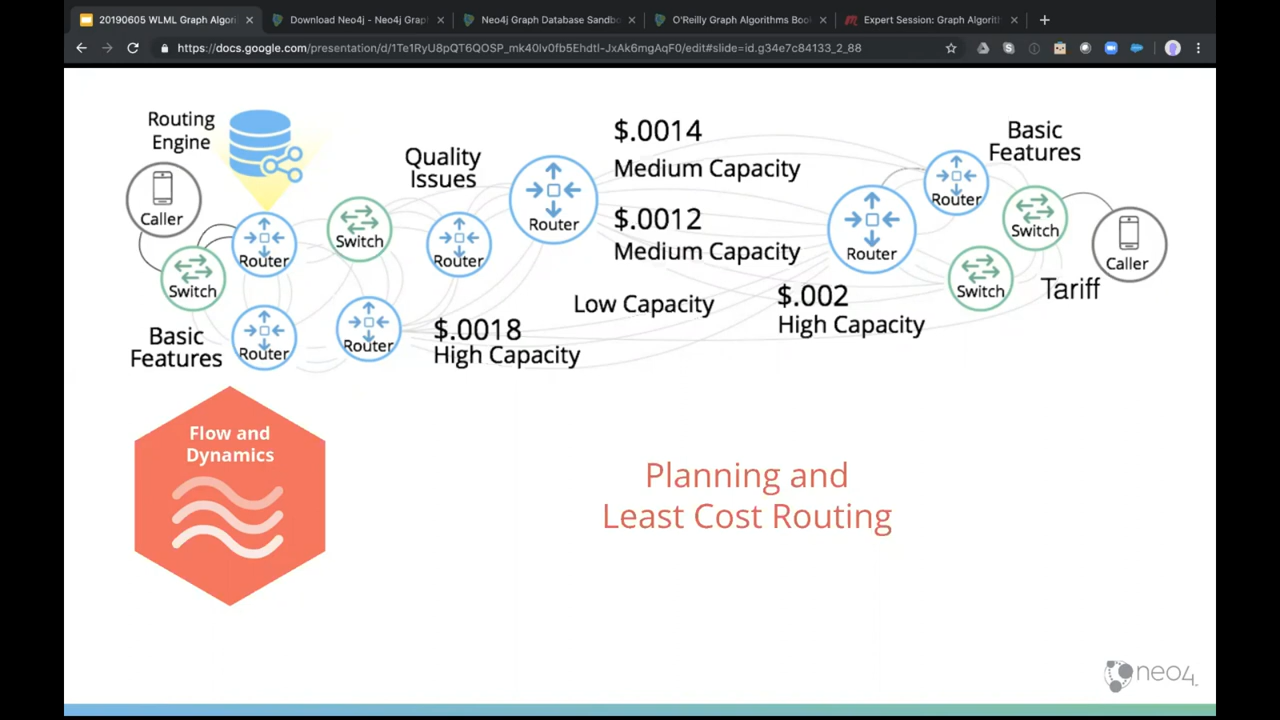 20190605 WLML Graph Algori
Download Neo4j - Neo4j Grap
Neo4j Graph Database Sandb
O'Reilly Graph Algorithms Boo
Expert Session: Graph Algorith
https://docs.google.com/presentation/d/1Te1RyU8pQT6QOSP_mk40lv0fb5Ehdtl-JxAk6mgAqF0/edit#slide=id.g34e7c84133_2_88
Routing
Engine
Caller
Switch
Router
Basic
Features
Router
Switch
Router
Quality
Issues
Router
Router
$.0014
Medium Capacity
$.0012
Medium Capacity
Low Capacity
$.0018
High Capacity
$.002
High Capacity
Router
Router
Basic
Features
Switch
Switch
Tariff
Caller
Flow and
Dynamics
Planning and
Least Cost Routing
neo4j